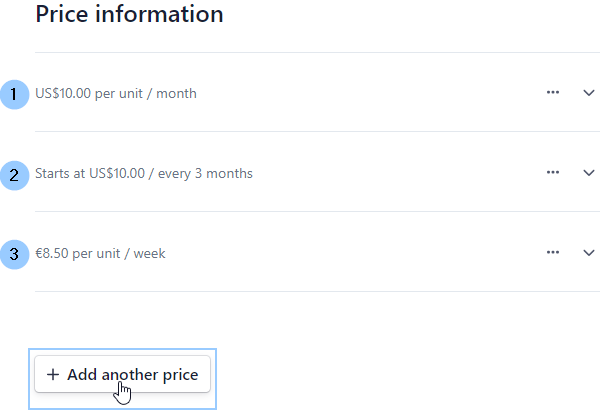 Price information
1 US$10.00 per unit / month
2 Starts at US$10.00 / every 3 months
3 €8.50 per unit / week
+ Add another price